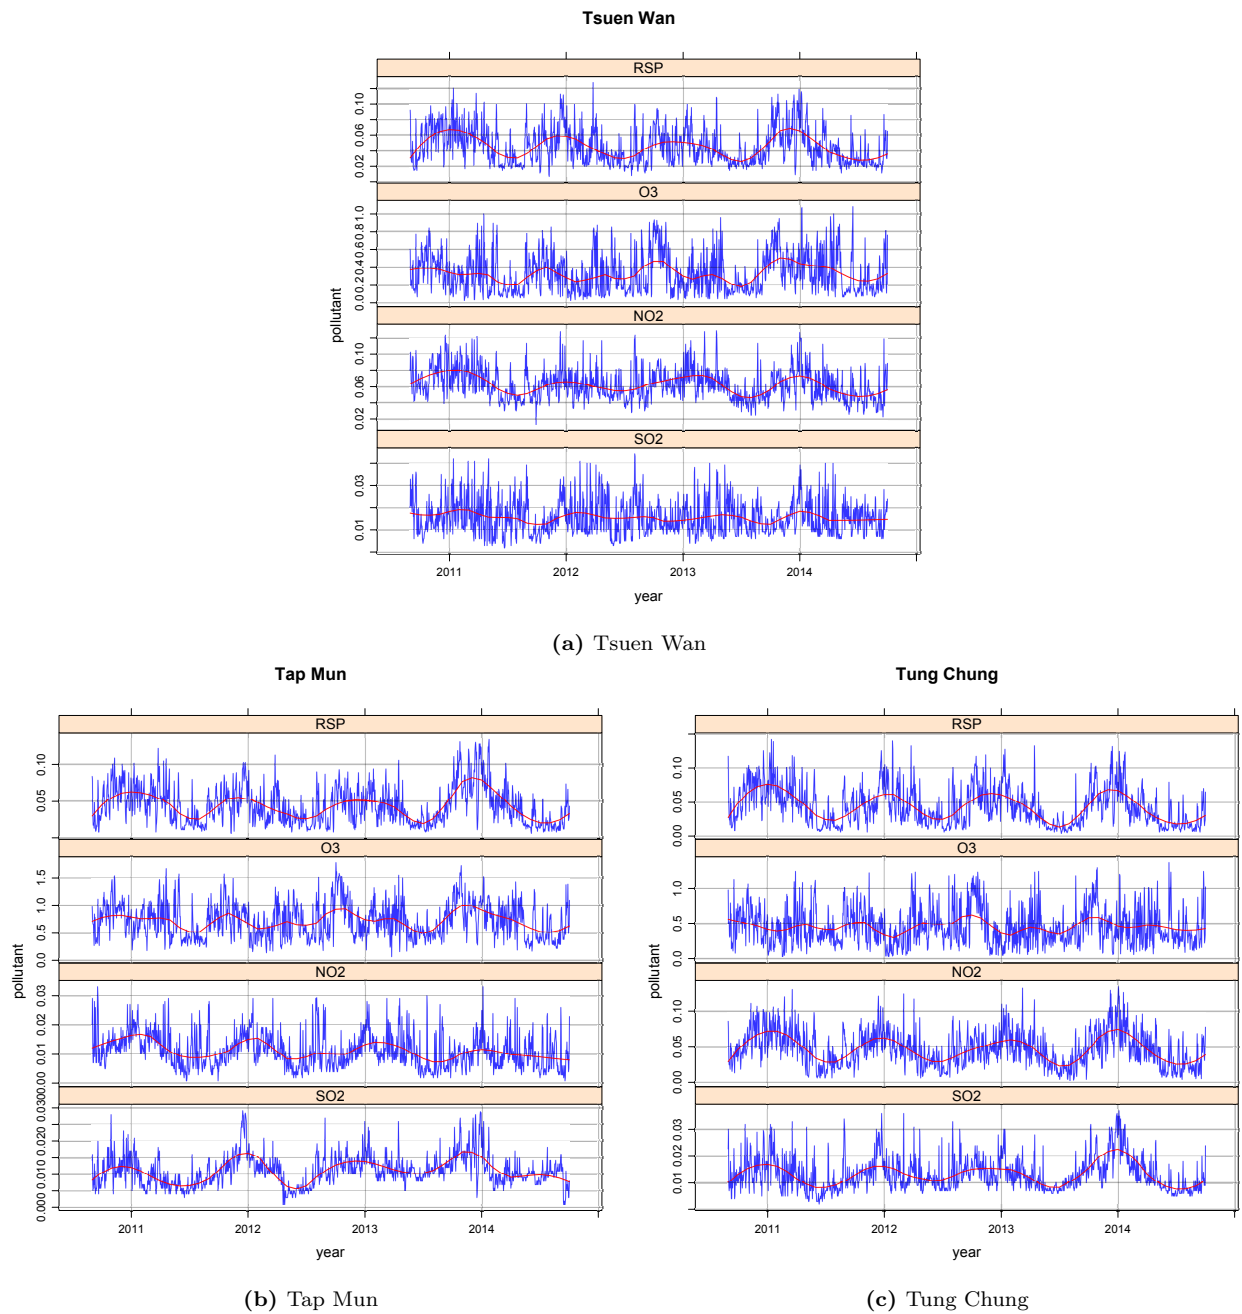 Tsuen Wan
RSP
0.02 0.06 0.10
O3
0.0 0.2 0.4 0.6 0.8 1.0
NO2
0.02 0.06 0.10
SO2
0.01 0.03
pollutant
2011 2012 2013 2014
year
(a) Tsuen Wan
Tap Mun
RSP
0.05 0.10
O3
0.0 0.5 1.0 1.5
NO2
0.00 0.01 0.02 0.03
SO2
0.000 0.010 0.020 0.030
pollutant
2011 2012 2013 2014
year
(b) Tap Mun
Tung Chung
RSP
0.00 0.05 0.10
O3
0.0 0.5 1.0
NO2
0.00 0.05 0.10
SO2
0.01 0.02 0.03
pollutant
2011 2012 2013 2014
year
(c) Tung Chung